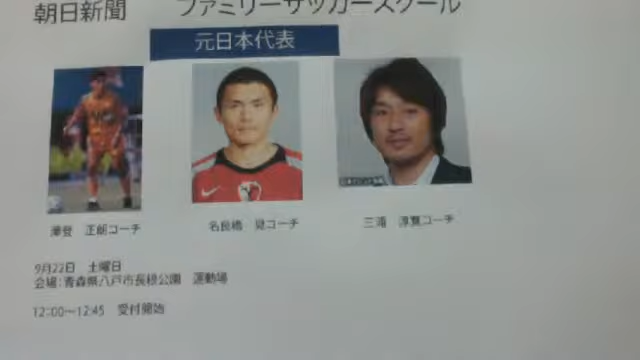 朝日新聞 ファミリーサッカースクール
元日本代表
澤登 正朗コーチ
名良橋 晃コーチ
三浦 淳寛コーチ
9月22日 土曜日
会場:青森県八戸市長根公園 運動場
12:00~12:45 受付開始